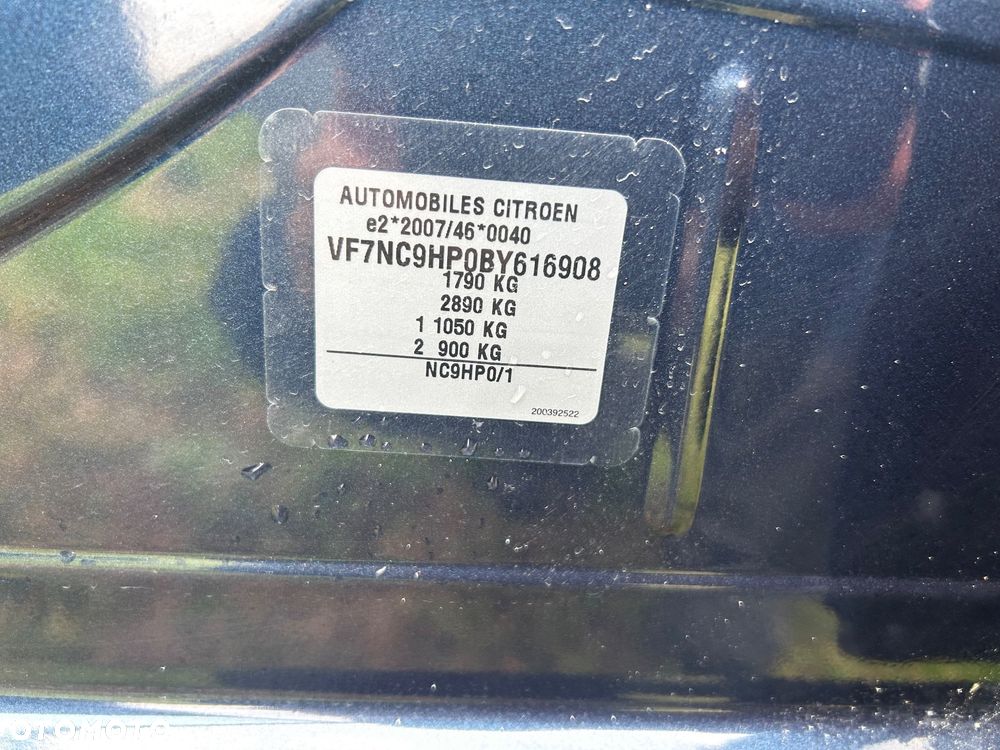 AUTOMOBILES CITROEN
e2*2007/46*0040
VF7NC9HP0BY616908
1790 KG
2890 KG
1 1050 KG
2 900 KG
NC9HP0/1
200392522
OTOMOTO